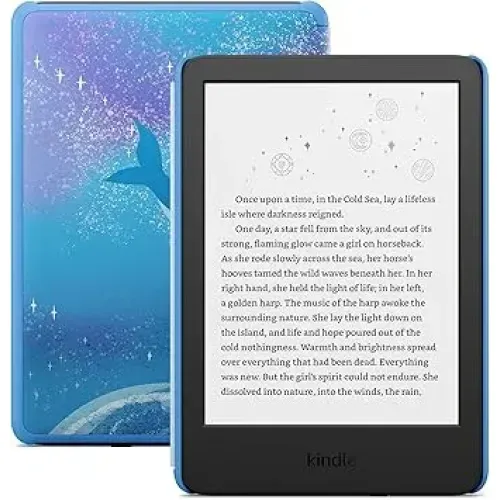 Once upon a time, in the Cold Sea, lay a lifeless
isle where darkness reigned.
One day, a star fell from the sky, and out of its
strong, flaming glow came a girl on horseback.
As she rode slowly across the sea, her horse's
hooves tamed the wild waves beneath her. In her
right hand, she held the light of life; in her left,
a golden harp. The music of the harp awoke the
surrounding nature. She lay the light down on
the island, and life and hope poured out of the
cold nothingness. Warmth and brightness spread
over everything that had been dead. Everything
was new. But the girl's spirit could not endure. She
dissolved into nature, into the winds, the rain,
kindle